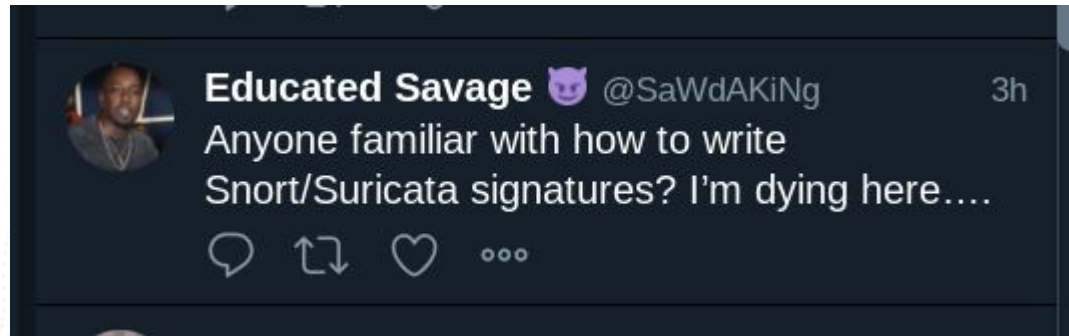 Educated Savage 😈 @SaWdAKiNg 3h
Anyone familiar with how to write
Snort/Suricata signatures? I’m dying here….